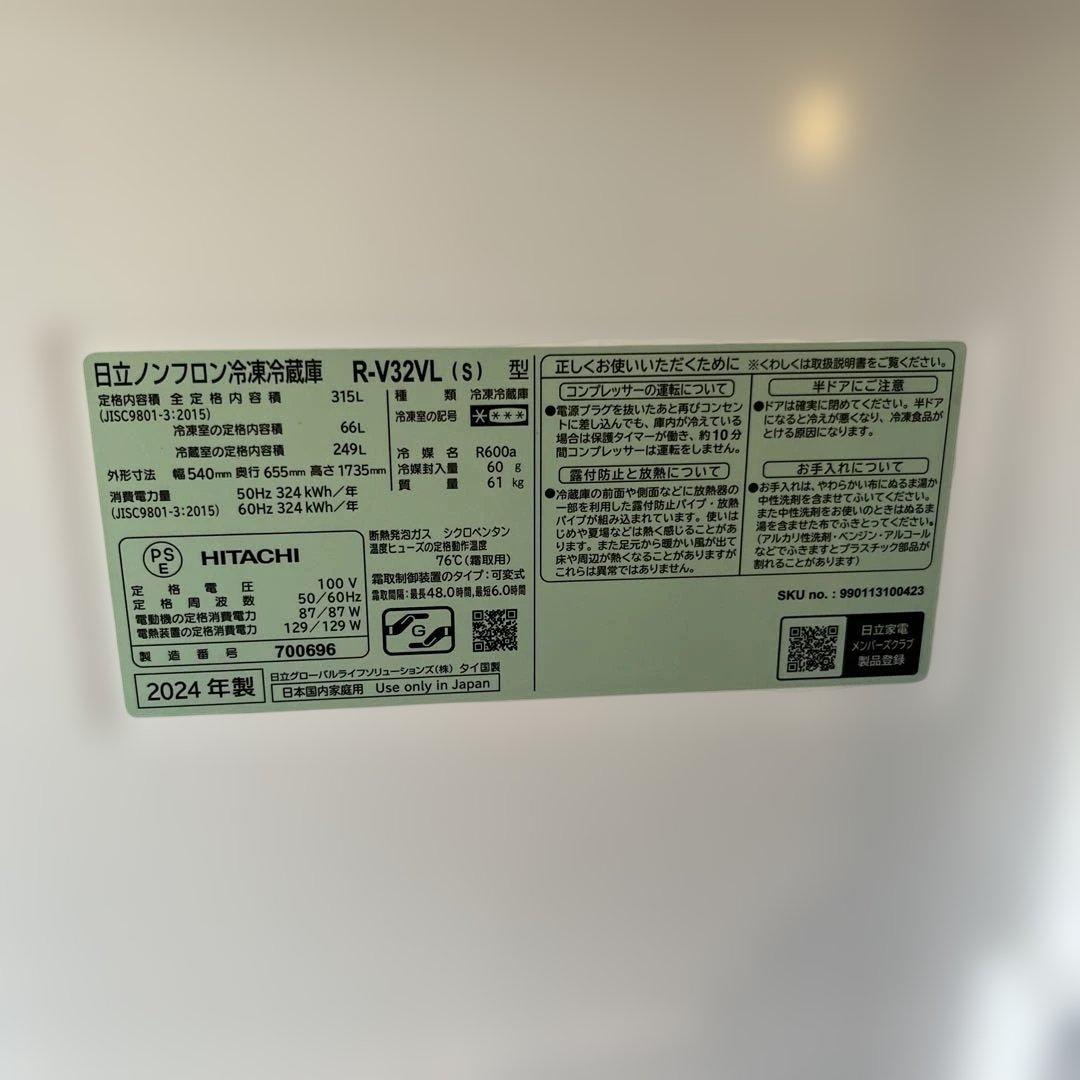 日立ノンフロン冷凍冷蔵庫 R-V32VL (S) 型
定格内容積 全定格内容積 315L
(JISC9801-3:2015)
冷凍室の定格内容積 66L
冷蔵室の定格内容積 249L
外形寸法 幅540mm 奥行655mm 高さ1735mm
消費電力量 50Hz 324kWh/年
(JISC9801-3:2015) 60Hz 324kWh/年
種類 冷凍冷蔵庫
冷凍室の記号 ****
冷媒名 R600a
冷媒封入量 60 g
質量 61 kg
PSE HITACHI
定格電圧 100 V
定格周波数 50/60Hz
電動機の定格消費電力 87/87 W
電熱装置の定格消費電力 129/129 W
製造番号 700696
断熱発泡ガス シクロペンタン
温度ヒューズの定格動作温度
76℃(霜取用)
霜取制御装置のタイプ:可変式
霜取間隔:最長48.0時間,最短6.0時間
G
2024年製
日立グローバルライフソリューションズ(株) タイ国製
日本国内家庭用 Use only in Japan
正しくお使いいただくために ※くわしくは取扱説明書をご覧ください。
コンプレッサーの運転について
●電源プラグを抜いたあと再びコンセン
トに差し込んでも、庫内が冷えている
場合は保護タイマーが働き、約10分
間コンプレッサーは運転をしません。
露付防止と放熱について
●冷蔵庫の前面や側面などに放熱器の
一部を利用した露付防止パイプ・放熱
パイプが組み込まれています。使いは
じめや夏場などは熱く感じることがあり
ます。また足元から暖かい風が出て
床や周辺が熱くなることがありますが
これらは異常ではありません。
半ドアにご注意
●ドアは確実に閉めてください。半ドア
になると冷えが悪くなり、冷凍食品が
とける原因になります。
お手入れについて
●お手入れは、やわらかい布にぬるま湯か
中性洗剤を含ませてふいてください。
また中性洗剤をお使いのときはぬるま
湯を含ませた布でふきとってください。
(アルカリ性洗剤・ベンジン・アルコール
などでふきますとプラスチック部品が
割れることがあります)
SKU no. : 990113100423
日立家電
メンバーズクラブ
製品登録